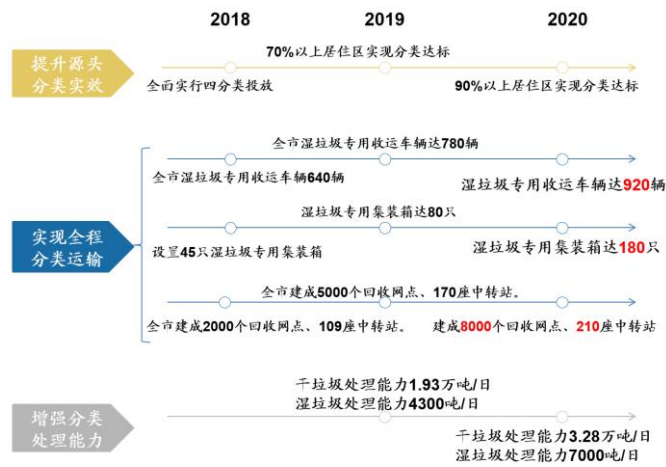 2018 2019 2020
提升源头
分类实效
70%以上居住区实现分类达标
全面实行四分类投放
90%以上居住区实现分类达标
实现全程
分类运输
全市湿垃圾专用收运车辆达780辆
全市湿垃圾专用收运车辆640辆
湿垃圾专用收运车辆达920辆
湿垃圾专用集装箱达80只
设置45只湿垃圾专用集装箱
湿垃圾专用集装箱达180只
全市建成5000个回收网点、170座中转站。
全市建成2000个回收网点、109座中转站。
建成8000个回收网点、210座中转站
增强分类
处理能力
干垃圾处理能力1.93万吨/日
湿垃圾处理能力4300吨/日
干垃圾处理能力3.28万吨/日
湿垃圾处理能力7000吨/日